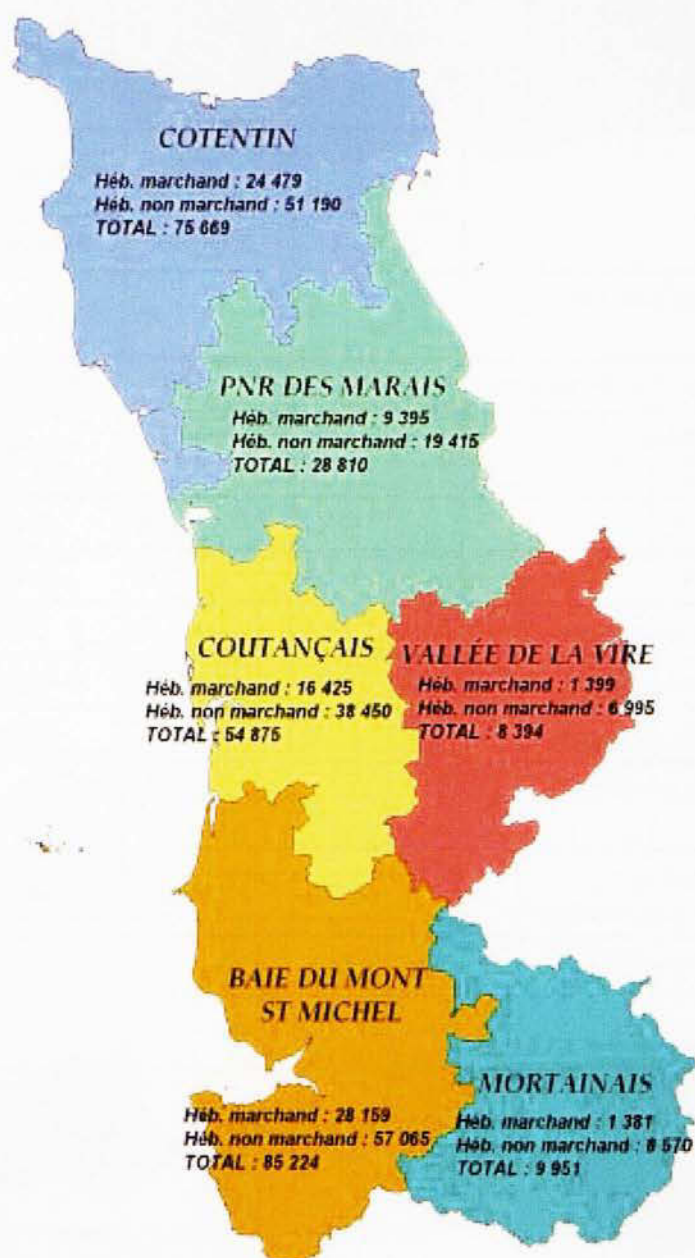 COTENTIN
Héb. marchand : 24 479
Héb. non marchand : 51 190
TOTAL : 75 669
PNR DES MARAIS
Héb. marchand : 9 395
Héb. non marchand : 19 415
TOTAL : 28 810
COUTANÇAIS
Héb. marchand : 16 425
Héb. non marchand : 38 450
TOTAL : 54 875
VALLÉE DE LA VIRE
Héb. marchand : 1 399
Héb. non marchand : 6 995
TOTAL : 8 394
BAIE DU MONT
ST MICHEL
Héb. marchand : 28 159
Héb. non marchand : 57 065
TOTAL : 85 224
MORTAINAIS
Héb. marchand : 1 381
Héb. non marchand : 8 570
TOTAL : 9 951